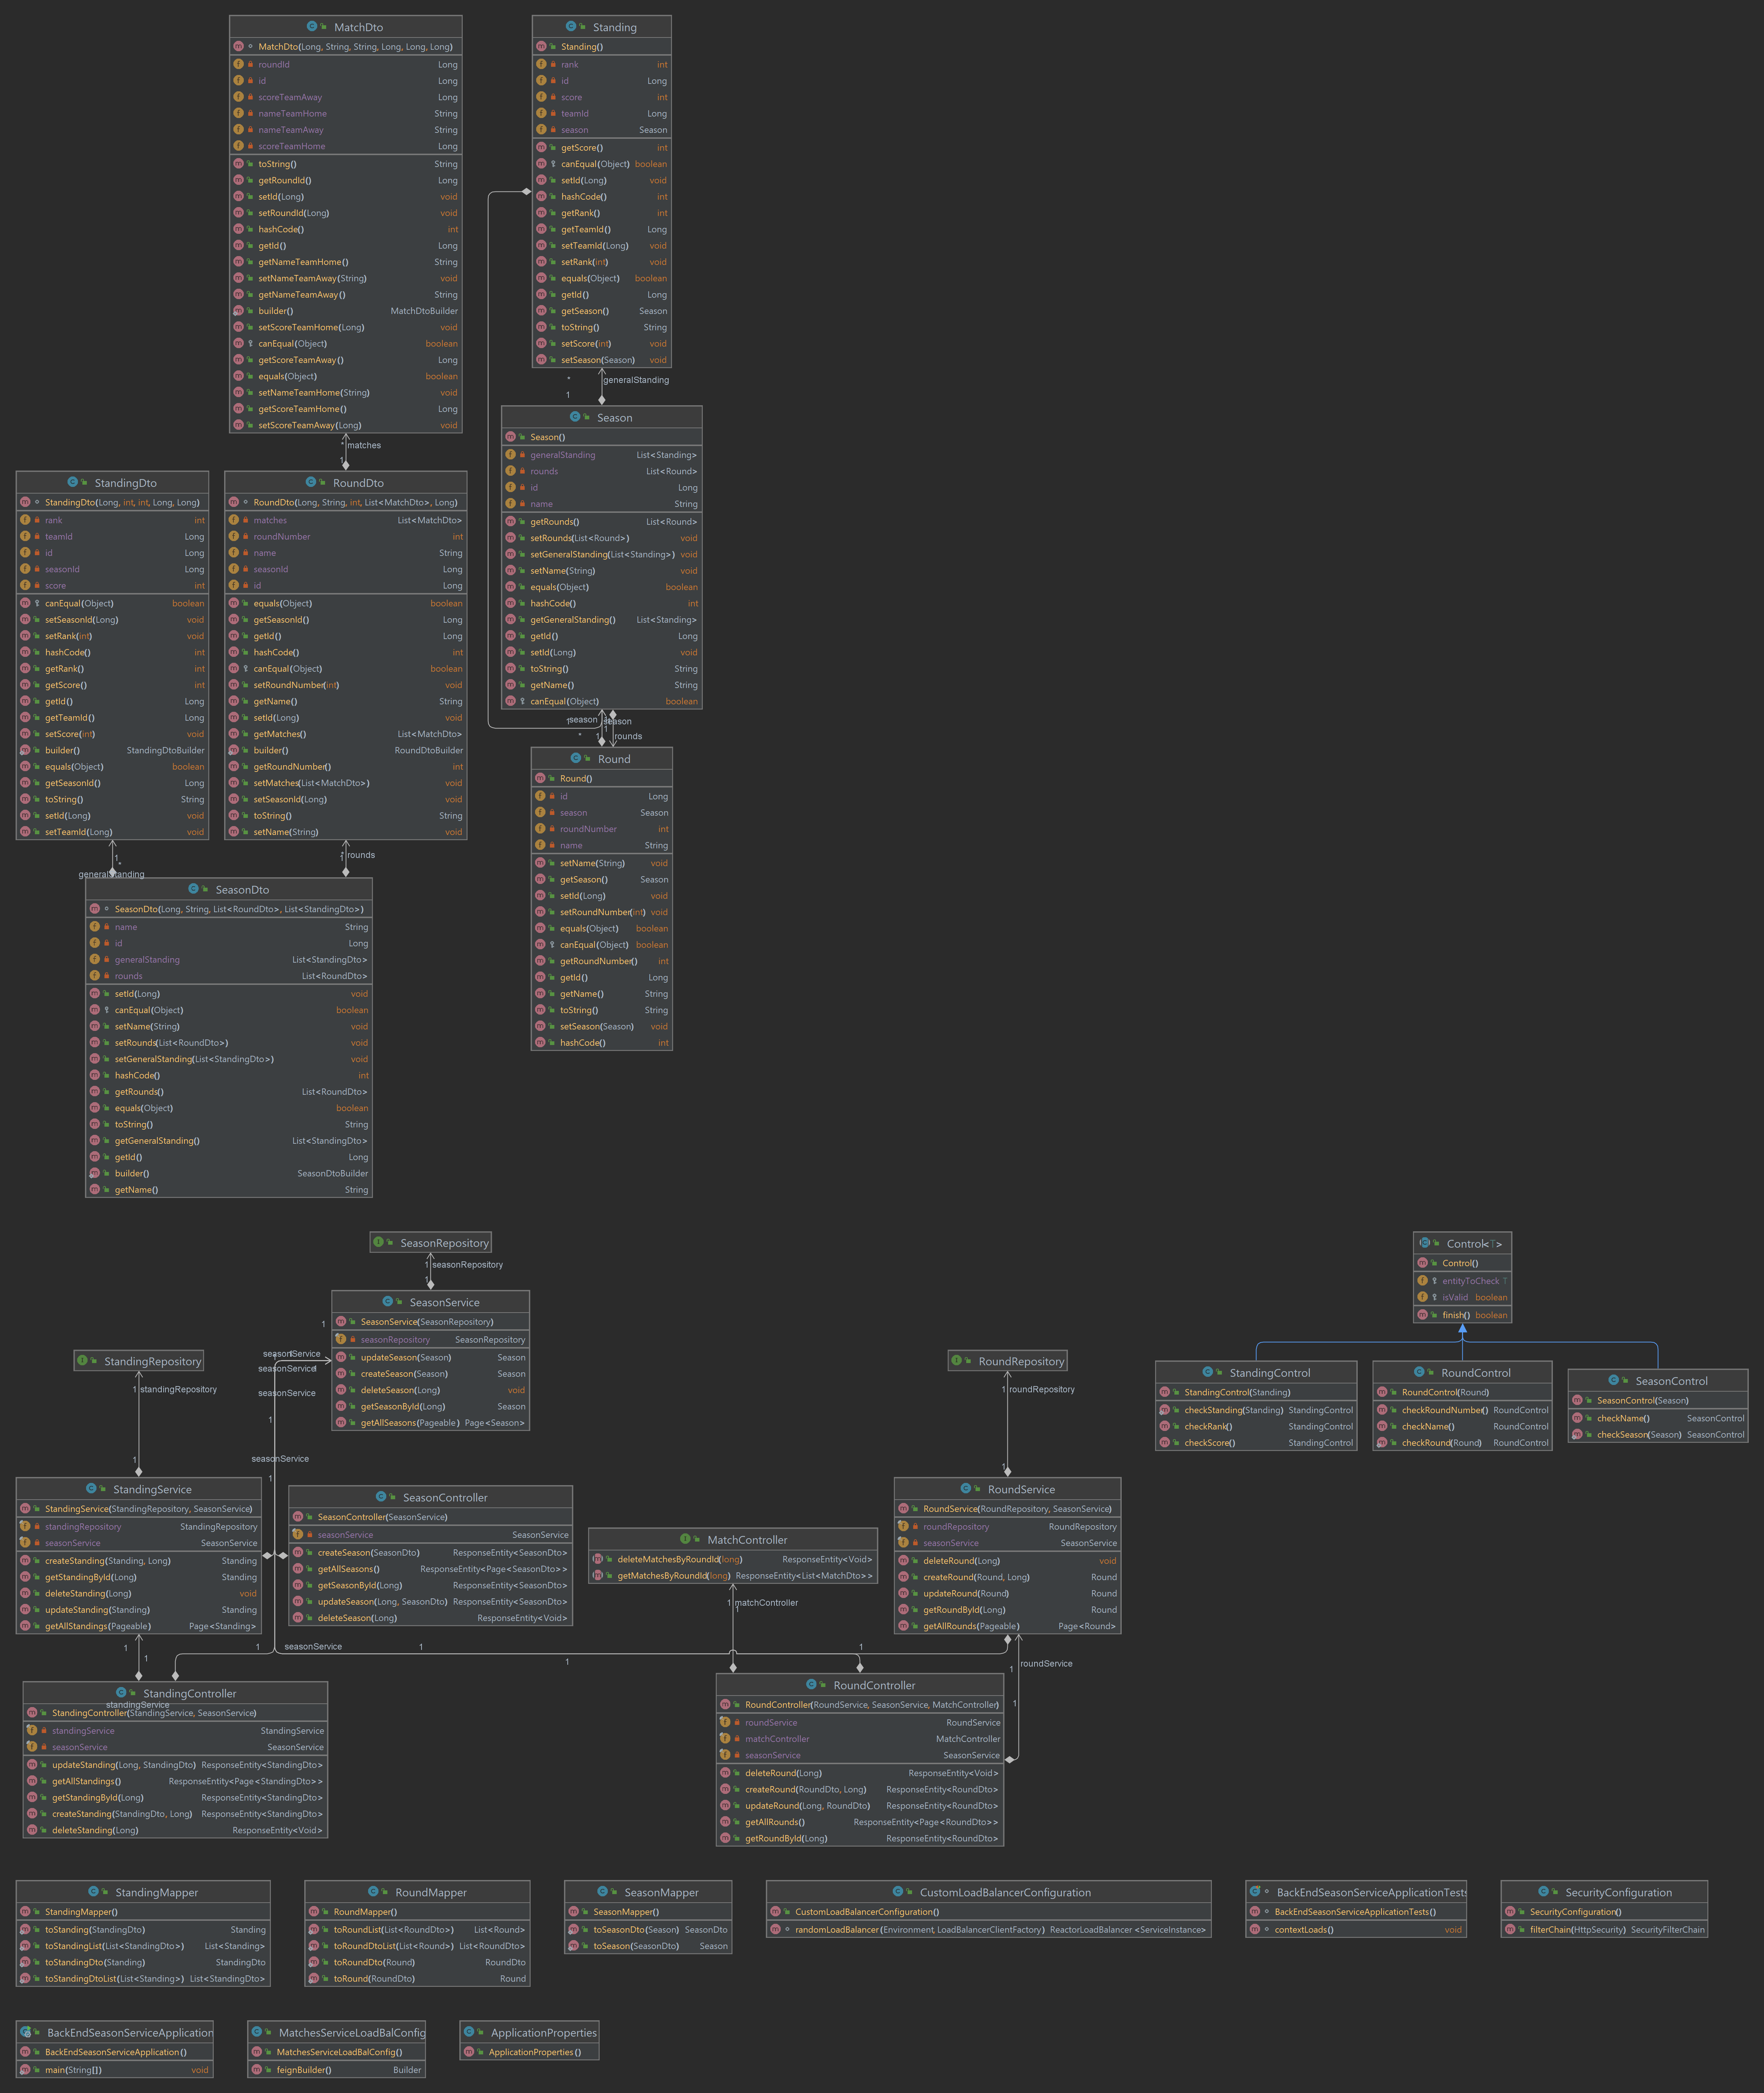 MatchDto
MatchDto(Long, String, String, Long, Long, Long)
roundId Long
id Long
scoreTeamAway Long
nameTeamHome String
nameTeamAway String
scoreTeamHome Long
toString() String
getRoundId() Long
setId(Long) void
setRoundId(Long) void
hashCode() int
getId() Long
getNameTeamHome() String
setNameTeamAway(String) void
getNameTeamAway() String
builder() MatchDtoBuilder
setScoreTeamHome(Long) void
canEqual(Object) boolean
getScoreTeamAway() Long
equals(Object) boolean
setNameTeamHome(String) void
getScoreTeamHome() Long
setScoreTeamAway(Long) void
* matches
1
Standing
Standing()
rank int
id Long
score int
teamId Long
season Season
getScore() int
canEqual(Object) boolean
setId(Long) void
hashCode() int
getRank() int
getTeamId() Long
setTeamId(Long) void
setRank(int) void
equals(Object) boolean
getId() Long
getSeason() Season
toString() String
setScore(int) void
setSeason(Season) void
* generalStanding
1
Season
Season()
generalStanding List<Standing>
rounds List<Round>
id Long
name String
getRounds() List<Round>
setRounds(List<Round>) void
setGeneralStanding(List<Standing>) void
setName(String) void
equals(Object) boolean
hashCode() int
getGeneralStanding() List<Standing>
getId() Long
setId(Long) void
toString() String
getName() String
canEqual(Object) boolean
1 season 1 season
* 1 1 rounds
Round
Round()
id Long
season Season
roundNumber int
name String
setName(String) void
getSeason() Season
setId(Long) void
setRoundNumber(int) void
equals(Object) boolean
canEqual(Object) boolean
getRoundNumber() int
getId() Long
getName() String
toString() String
setSeason(Season) void
hashCode() int
StandingDto
StandingDto(Long, int, int, Long, Long)
rank int
teamId Long
id Long
seasonId Long
score int
canEqual(Object) boolean
setSeasonId(Long) void
setRank(int) void
hashCode() int
getRank() int
getScore() int
getId() Long
getTeamId() Long
setScore(int) void
builder() StandingDtoBuilder
equals(Object) boolean
getSeasonId() Long
toString() String
setId(Long) void
setTeamId(Long) void
1
*
generalStanding
RoundDto
RoundDto(Long, String, int, List<MatchDto>, Long)
matches List<MatchDto>
roundNumber int
name String
seasonId Long
id Long
equals(Object) boolean
getSeasonId() Long
getId() Long
hashCode() int
canEqual(Object) boolean
setRoundNumber(int) void
getName() String
setId(Long) void
getMatches() List<MatchDto>
builder() RoundDtoBuilder
getRoundNumber() int
setMatches(List<MatchDto>) void
setSeasonId(Long) void
toString() String
setName(String) void
* rounds
1
SeasonDto
SeasonDto(Long, String, List<RoundDto>, List<StandingDto>)
name String
id Long
generalStanding List<StandingDto>
rounds List<RoundDto>
setId(Long) void
canEqual(Object) boolean
setName(String) void
setRounds(List<RoundDto>) void
setGeneralStanding(List<StandingDto>) void
hashCode() int
getRounds() List<RoundDto>
equals(Object) boolean
toString() String
getGeneralStanding() List<StandingDto>
getId() Long
builder() SeasonDtoBuilder
getName() String
SeasonRepository
1 seasonRepository
1
SeasonService
SeasonService(SeasonRepository)
seasonRepository SeasonRepository
updateSeason(Season) Season
createSeason(Season) Season
deleteSeason(Long) void
getSeasonById(Long) Season
getAllSeasons(Pageable) Page<Season>
1
seasonService 1
seasonService 1
seasonService
1
seasonService
1
StandingRepository
1 standingRepository
1
StandingService
StandingService(StandingRepository, SeasonService)
standingRepository StandingRepository
seasonService SeasonService
createStanding(Standing, Long) Standing
getStandingById(Long) Standing
deleteStanding(Long) void
updateStanding(Standing) Standing
getAllStandings(Pageable) Page<Standing>
SeasonController
SeasonController(SeasonService)
seasonService SeasonService
createSeason(SeasonDto) ResponseEntity<SeasonDto>
getAllSeasons() ResponseEntity<Page<SeasonDto>>
getSeasonById(Long) ResponseEntity<SeasonDto>
updateSeason(Long, SeasonDto) ResponseEntity<SeasonDto>
deleteSeason(Long) ResponseEntity<Void>
MatchController
deleteMatchesByRoundId(long) ResponseEntity<Void>
getMatchesByRoundId(long) ResponseEntity<List<MatchDto>>
1 matchController
1
RoundRepository
1 roundRepository
1
RoundService
RoundService(RoundRepository, SeasonService)
roundRepository RoundRepository
seasonService SeasonService
deleteRound(Long) void
createRound(Round, Long) Round
updateRound(Round) Round
getRoundById(Long) Round
getAllRounds(Pageable) Page<Round>
1 roundService
1
1 1 1 seasonService 1 1
1
StandingController
standingService
StandingController(StandingService, SeasonService)
standingService StandingService
seasonService SeasonService
updateStanding(Long, StandingDto) ResponseEntity<StandingDto>
getAllStandings() ResponseEntity<Page<StandingDto>>
getStandingById(Long) ResponseEntity<StandingDto>
createStanding(StandingDto, Long) ResponseEntity<StandingDto>
deleteStanding(Long) ResponseEntity<Void>
RoundController
RoundController(RoundService, SeasonService, MatchController)
roundService RoundService
matchController MatchController
seasonService SeasonService
deleteRound(Long) ResponseEntity<Void>
createRound(RoundDto, Long) ResponseEntity<RoundDto>
updateRound(Long, RoundDto) ResponseEntity<RoundDto>
getAllRounds() ResponseEntity<Page<RoundDto>>
getRoundById(Long) ResponseEntity<RoundDto>
Control<T>
Control()
entityToCheck T
isValid boolean
finish() boolean
StandingControl
StandingControl(Standing)
checkStanding(Standing) StandingControl
checkRank() StandingControl
checkScore() StandingControl
RoundControl
RoundControl(Round)
checkRoundNumber() RoundControl
checkName() RoundControl
checkRound(Round) RoundControl
SeasonControl
SeasonControl(Season)
checkName() SeasonControl
checkSeason(Season) SeasonControl
StandingMapper
StandingMapper()
toStanding(StandingDto) Standing
toStandingList(List<StandingDto>) List<Standing>
toStandingDto(Standing) StandingDto
toStandingDtoList(List<Standing>) List<StandingDto>
RoundMapper
RoundMapper()
toRoundList(List<RoundDto>) List<Round>
toRoundDtoList(List<Round>) List<RoundDto>
toRoundDto(Round) RoundDto
toRound(RoundDto) Round
SeasonMapper
SeasonMapper()
toSeasonDto(Season) SeasonDto
toSeason(SeasonDto) Season
CustomLoadBalancerConfiguration
CustomLoadBalancerConfiguration()
randomLoadBalancer(Environment, LoadBalancerClientFactory) ReactorLoadBalancer<ServiceInstance>
BackEndSeasonServiceApplicationTests
BackEndSeasonServiceApplicationTests()
contextLoads() void
SecurityConfiguration
SecurityConfiguration()
filterChain(HttpSecurity) SecurityFilterChain
BackEndSeasonServiceApplication
BackEndSeasonServiceApplication()
main(String[]) void
MatchesServiceLoadBalConfig
MatchesServiceLoadBalConfig()
feignBuilder() Builder
ApplicationProperties
ApplicationProperties()